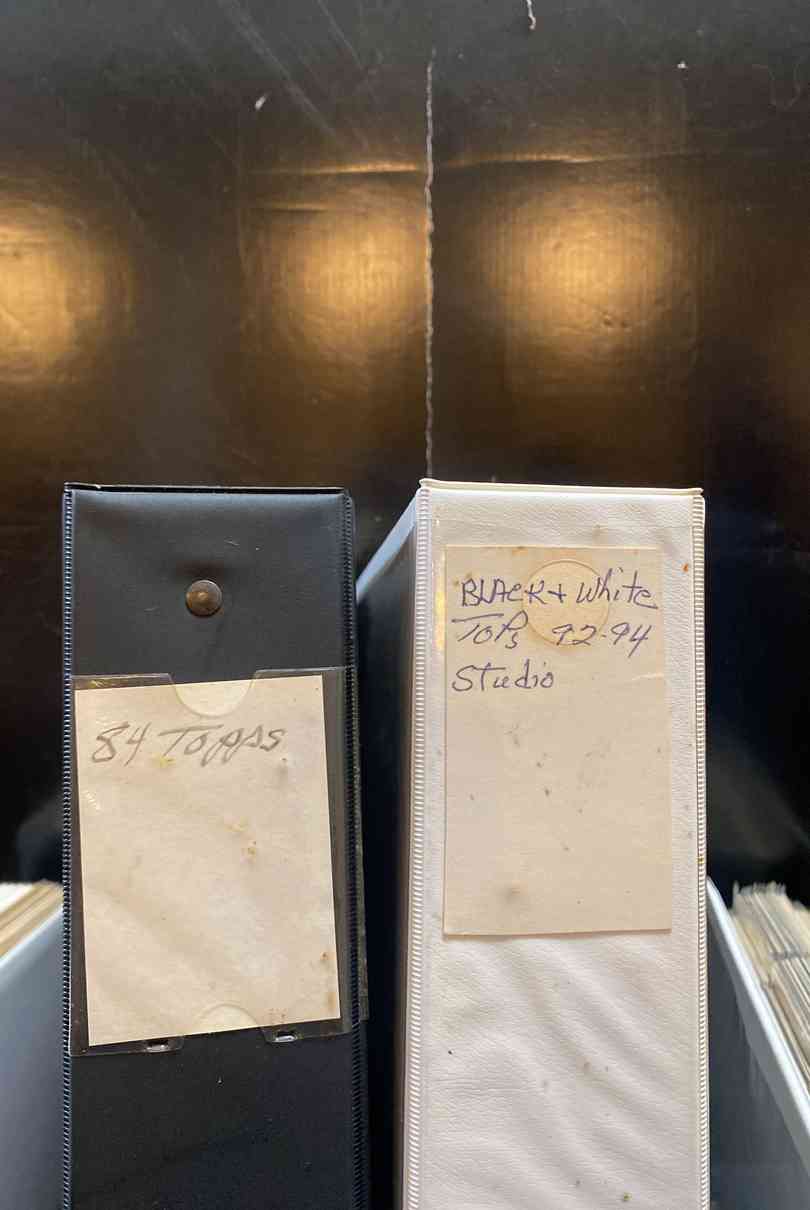 84 Topps
BLACK + White
TOPs 92-94
Studio